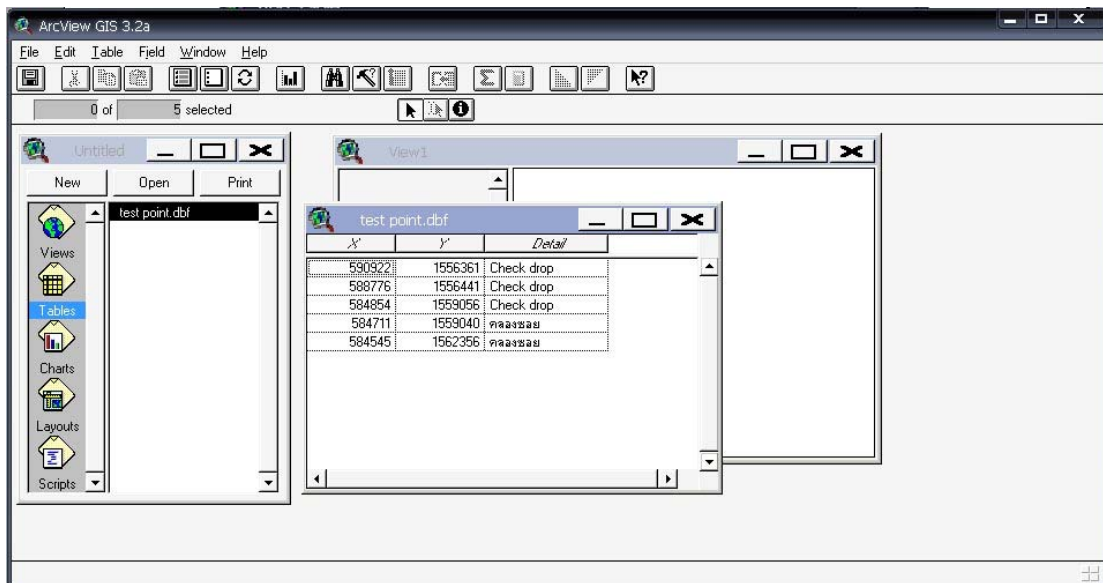 ArcView GIS 3.2a
File Edit Table Field Window Help
0 of 5 selected
Untitled
New Open Print
test point.dbf
Views
Tables
Charts
Layouts
Scripts
View1
test point.dbf
X Y Detail
590922 1556361 Check drop
588776 1556441 Check drop
584854 1559056 Check drop
584711 1559040 คลองซอย
584545 1562356 คลองซอย